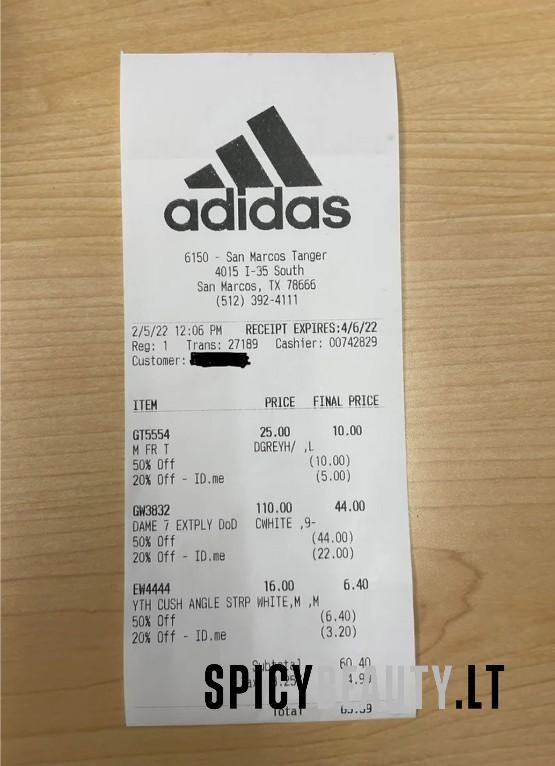 adidas
6150 - San Marcos Tanger
4015 I-35 South
San Marcos, TX 78666
(512) 392-4111
2/5/22 12:06 PM RECEIPT EXPIRES:4/6/22
Reg: 1 Trans: 27189 Cashier: 00742829
Customer:
ITEM PRICE FINAL PRICE
GT5554 25.00 10.00
M FR T DGREYH/ ,L
50% Off (10.00)
20% Off - ID.me (5.00)
GW3832 110.00 44.00
DAME 7 EXTPLY DoD CWHITE ,9-
50% Off (44.00)
20% Off - ID.me (22.00)
EW4444 16.00 6.40
YTH CUSH ANGLE STRP WHITE,M ,M
50% Off (6.40)
20% Off - ID.me (3.20)
Subtotal 60.40
SPICYBEAUTY.LT
Total